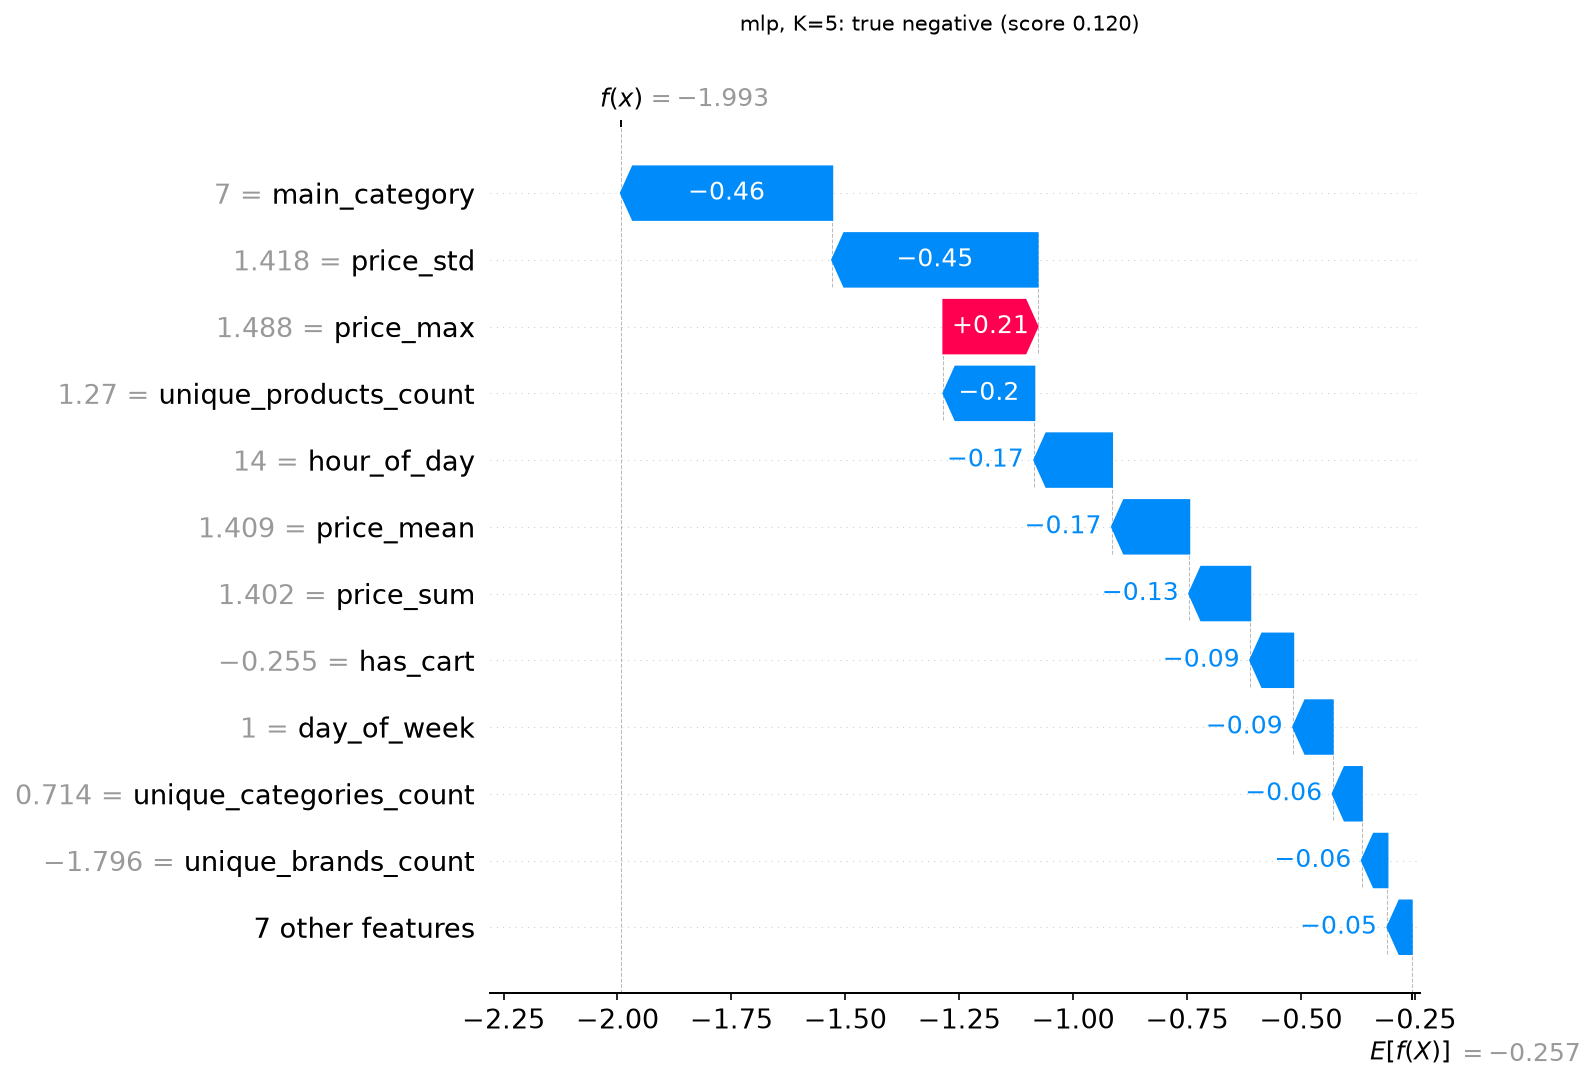 mlp, K=5: true negative (score 0.120)
f(x) = −1.993
7 = main_category −0.46
1.418 = price_std −0.45
1.488 = price_max +0.21
1.27 = unique_products_count −0.2
14 = hour_of_day −0.17
1.409 = price_mean −0.17
1.402 = price_sum −0.13
−0.255 = has_cart −0.09
1 = day_of_week −0.09
0.714 = unique_categories_count −0.06
−1.796 = unique_brands_count −0.06
7 other features −0.05
−2.25 −2.00 −1.75 −1.50 −1.25 −1.00 −0.75 −0.50 −0.25
E[f(X)] = −0.257